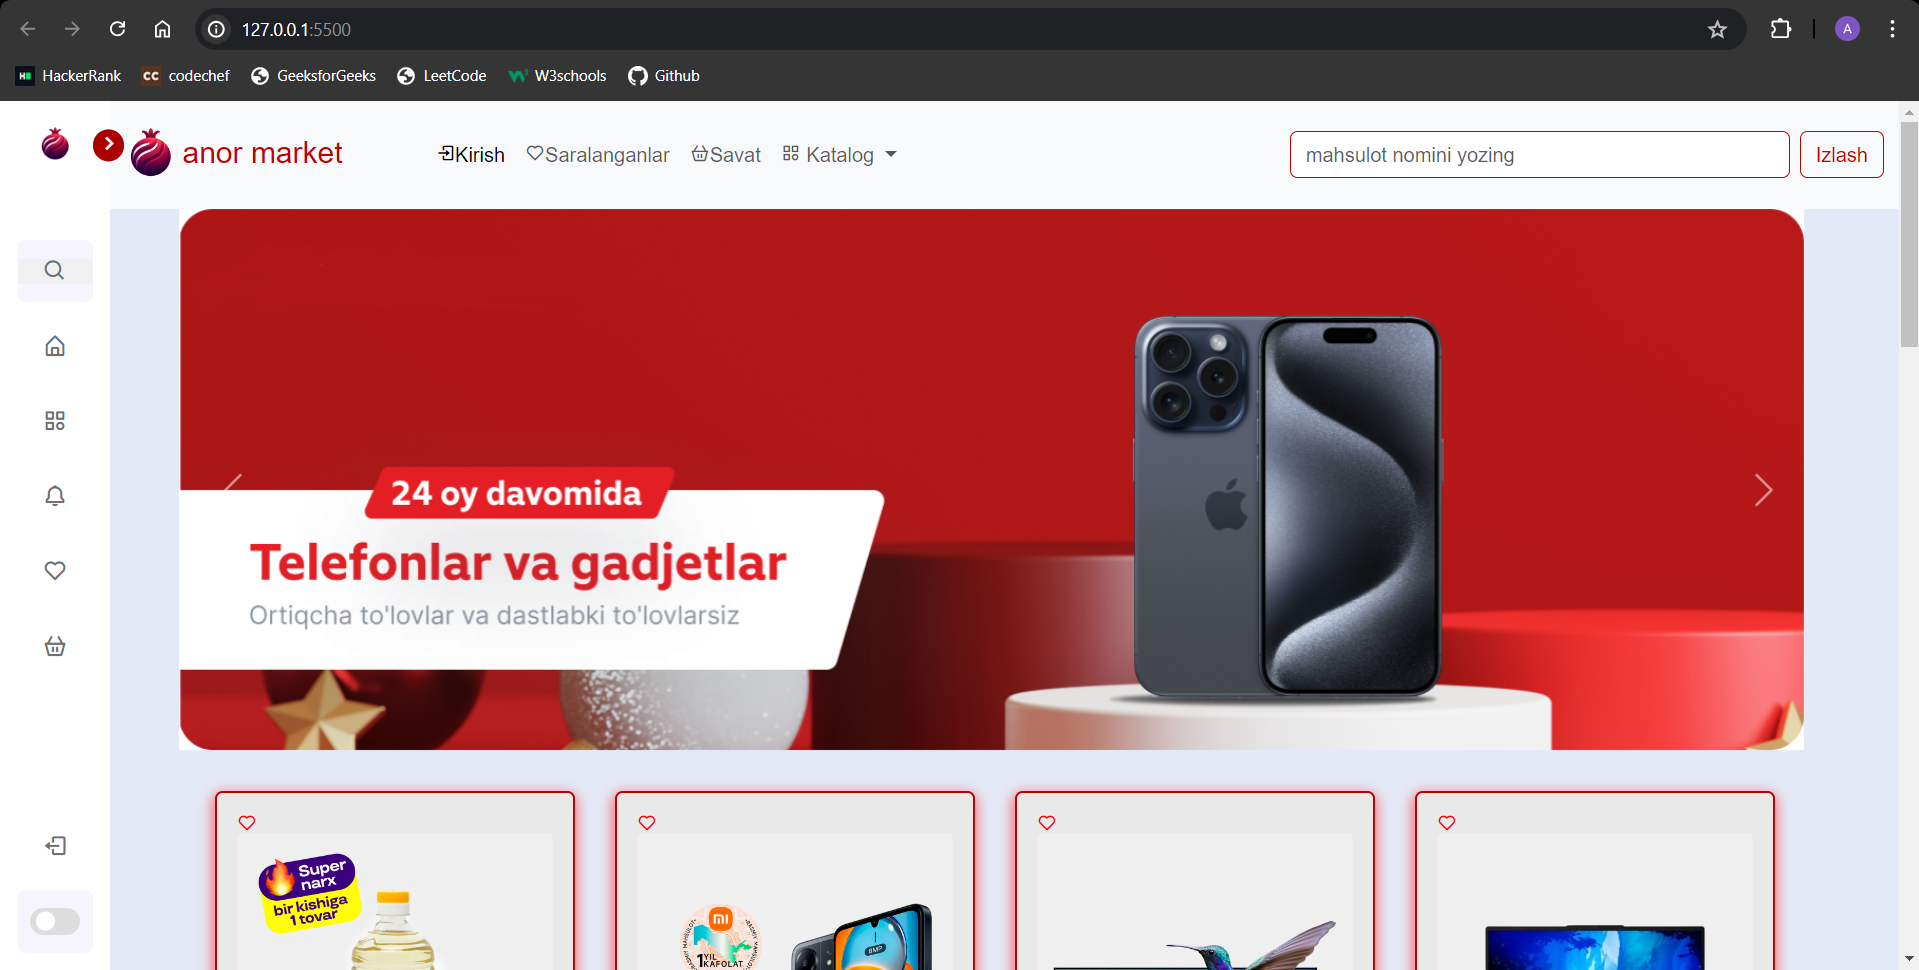 127.0.0.1:5500
A
HackerRank
codechef
GeeksforGeeks
LeetCode
W3schools
Github
anor market
Kirish
Saralanganlar
Savat
Katalog
mahsulot nomini yozing
Izlash
24 oy davomida
Telefonlar va gadjetlar
Ortiqcha to'lovlar va dastlabki to'lovlarsiz
Super
narx
bir kishiga
1 tovar
mi
1 YIL
KAFOLAT
8MP